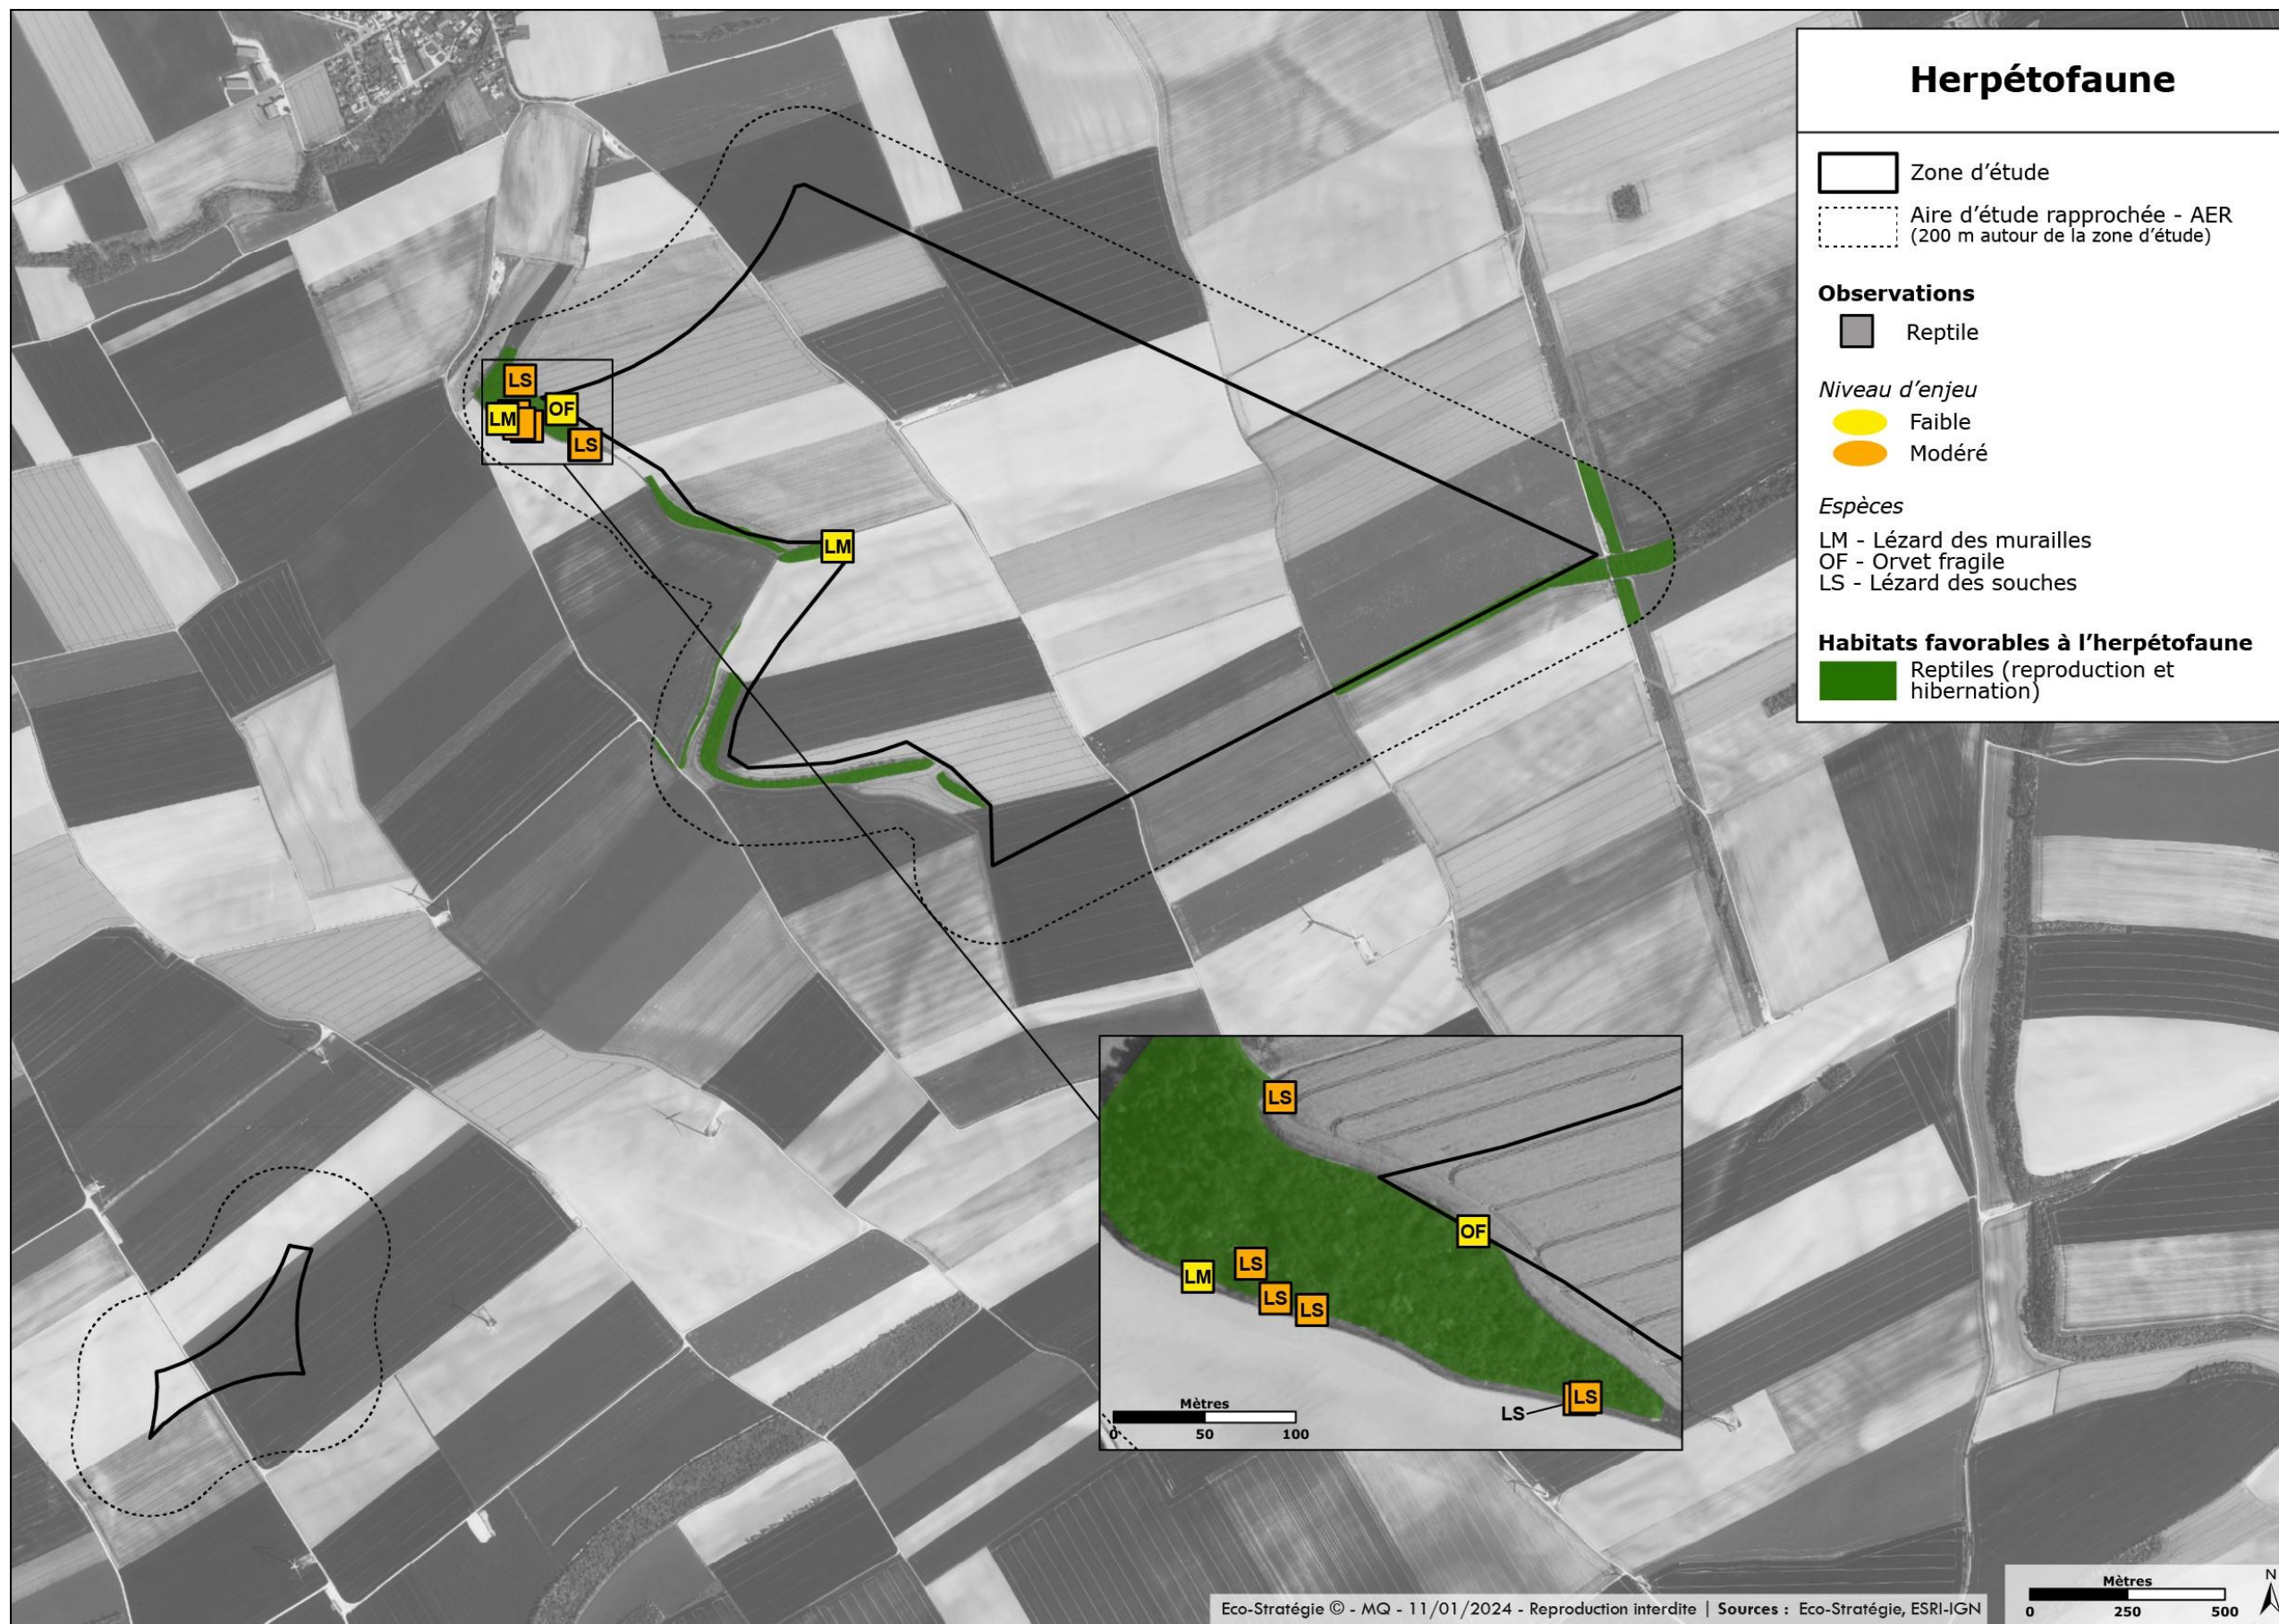 Herpétofaune
Zone d'étude
Aire d'étude rapprochée - AER
(200 m autour de la zone d'étude)
Observations
Reptile
Niveau d'enjeu
Faible
Modéré
Espèces
LM - Lézard des murailles
OF - Orvet fragile
LS - Lézard des souches
Habitats favorables à l'herpétofaune
Reptiles (reproduction et
hibernation)
LS
LM
OF
LS
LM
LS
OF
LM
LS
LS
LS
LS
LS
Mètres
0 50 100
Mètres
0 250 500
N
Eco-Stratégie © - MQ - 11/01/2024 - Reproduction interdite | Sources : Eco-Stratégie, ESRI-IGN